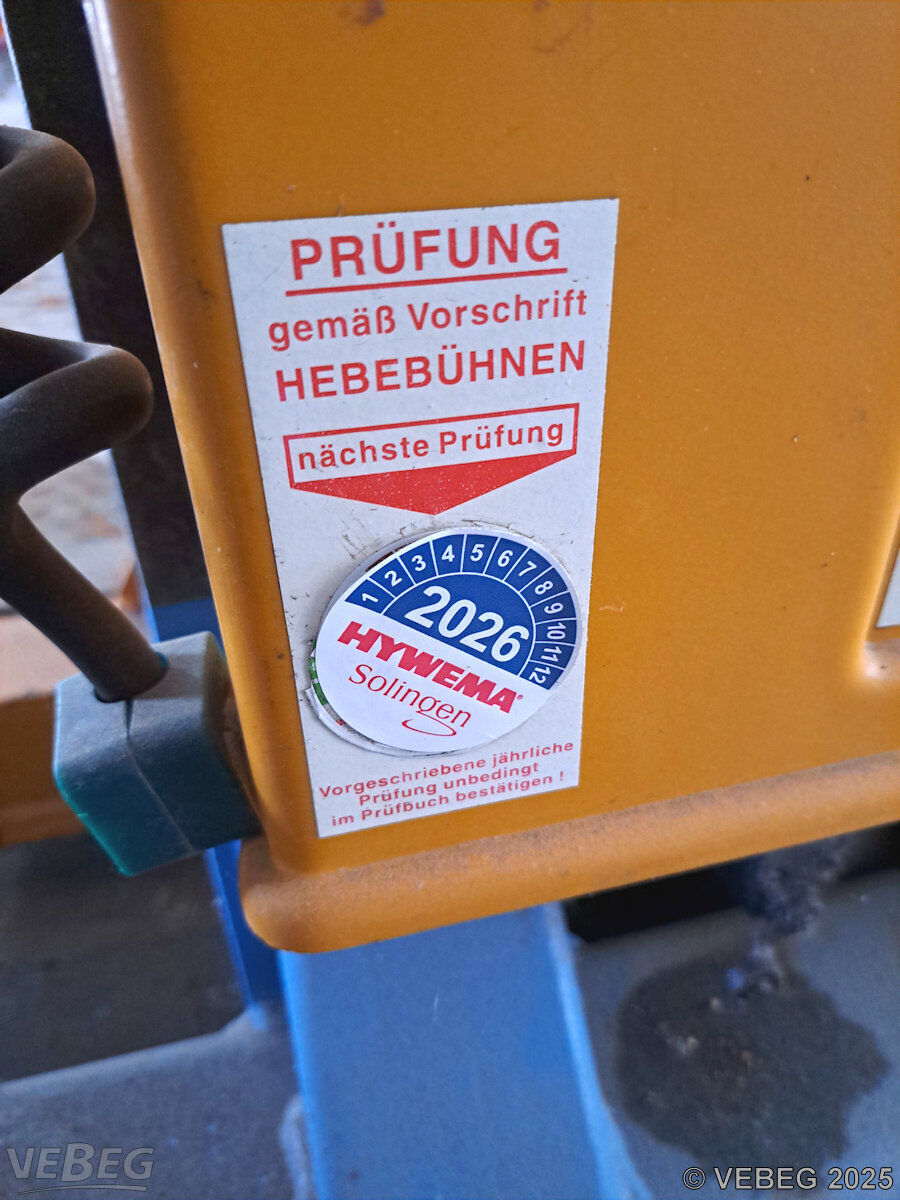 PRÜFUNG
gemäß Vorschrift
HEBEBÜHNEN
nächste Prüfung
1 2 3 4 5 6 7 8 9 10 11 12
2026
HYWEMA®
Solingen
Vorgeschriebene jährliche
Prüfung unbedingt
im Prüfbuch bestätigen !
VEBEG
© VEBEG 2025